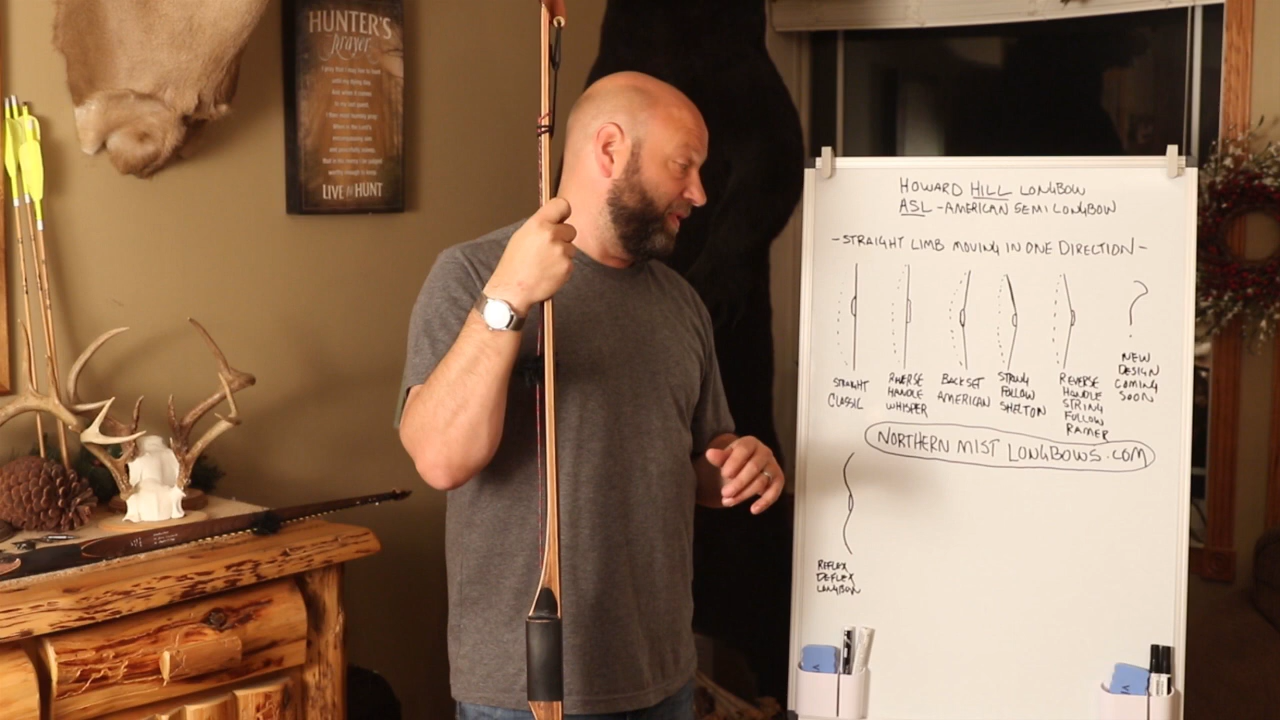 HUNTER'S
Prayer
LIVE to HUNT
HOWARD HILL LONGBOW
ASL - AMERICAN SEMI LONGBOW
- STRAIGHT LIMB MOVING IN ONE DIRECTION -
STRAIGHT
CLASSIC
REVERSE
HANDLE
WHISPER
BACKSET
AMERICAN
STRING
FOLLOW
SHELTON
REVERSE
HANDLE
STRING
FOLLOW
RAMER
?
NEW
DESIGN
COMING
SOON
NORTHERN MIST LONGBOWS.COM
REFLEX
DEFLEX
LONGBOW